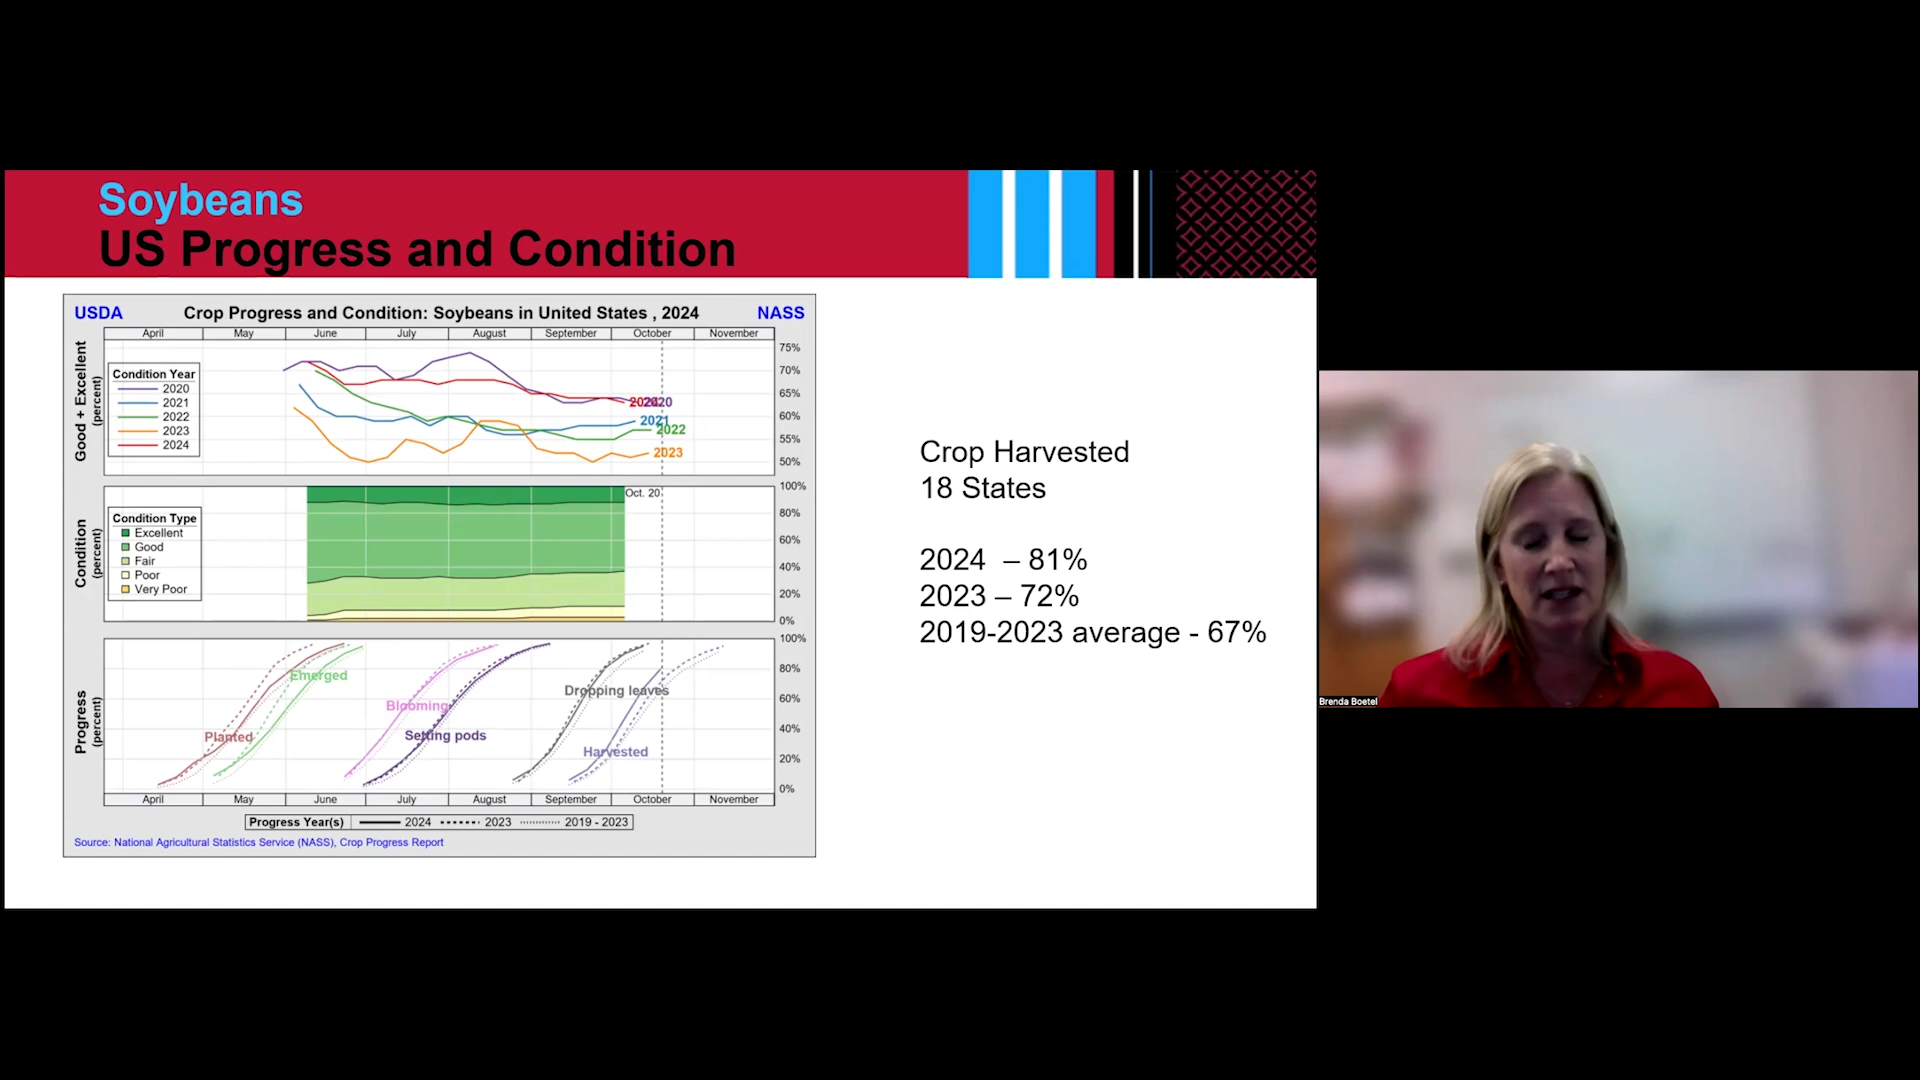 Soybeans
US Progress and Condition
USDA
Crop Progress and Condition: Soybeans in United States , 2024
NASS
April May June July August September October November
Good + Excellent
(percent)
Condition Year
2020
2021
2022
2023
2024
75%
70%
65%
60%
55%
50%
2024
2020
2021
2022
2023
Condition
(percent)
Condition Type
Excellent
Good
Fair
Poor
Very Poor
Oct. 20
100%
80%
60%
40%
20%
0%
Progress
(percent)
Planted
Emerged
Blooming
Setting pods
Dropping leaves
Harvested
100%
80%
60%
40%
20%
0%
April May June July August September October November
Progress Year(s) 2024 2023 2019 - 2023
Source: National Agricultural Statistics Service (NASS), Crop Progress Report
Crop Harvested
18 States
2024 – 81%
2023 – 72%
2019-2023 average - 67%
Brenda Boetel